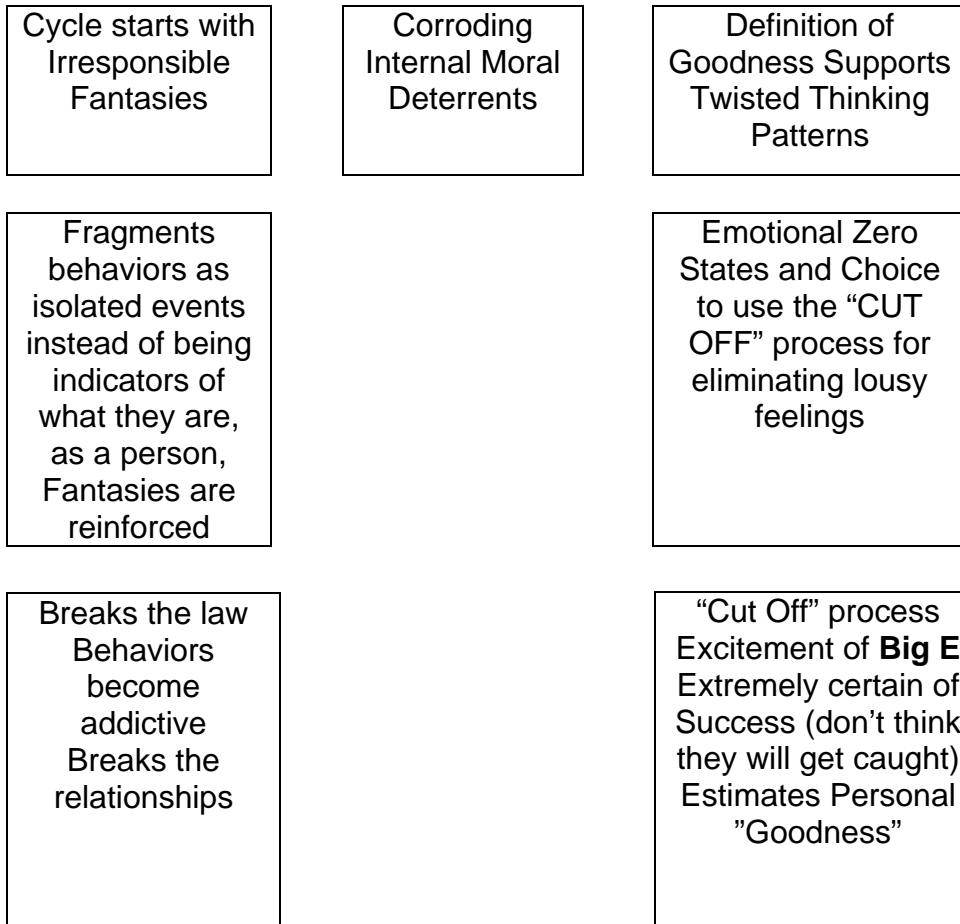 Cycle starts with
Irresponsible
Fantasies
Corroding
Internal Moral
Deterrents
Definition of
Goodness Supports
Twisted Thinking
Patterns
Fragments
behaviors as
isolated events
instead of being
indicators of
what they are,
as a person,
Fantasies are
reinforced
Emotional Zero
States and Choice
to use the “CUT
OFF” process for
eliminating lousy
feelings
Breaks the law
Behaviors
become
addictive
Breaks the
relationships
“Cut Off” process
Excitement of Big E
Extremely certain of
Success (don’t think
they will get caught)
Estimates Personal
”Goodness”